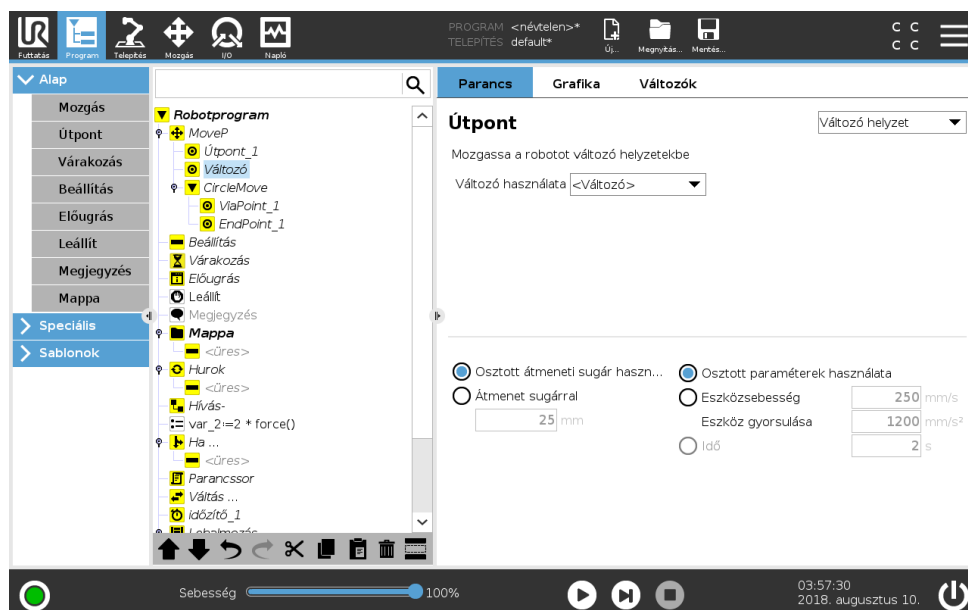 PROGRAM <névtelen>*
TELEPÍTÉS default*
Futtatás Program Telepítés Mozgás I/O Napló Új... Megnyitás... Mentés...
C C
C C
Alap
Mozgás
Útpont
Várakozás
Beállítás
Előugrás
Leállít
Megjegyzés
Mappa
Speciális
Sablonok
Robotprogram
MoveP
Útpont_1
Változó
CircleMove
ViaPoint_1
EndPoint_1
Beállítás
Várakozás
Előugrás
Leállít
Megjegyzés
Mappa
<üres>
Hurok
<üres>
Hívás-
var_2:=2 * force()
Ha ...
<üres>
Parancssor
Váltás ...
időzítő_1
Parancs Grafika Változók
Útpont Változó helyzet
Mozgassa a robotot változó helyzetekbe
Változó használata <Változó>
Osztott átmeneti sugár haszn... Osztott paraméterek használata
Átmenet sugárral Eszközsebesség 250 mm/s
25 mm Eszköz gyorsulása 1200 mm/s²
Idő 2 s
Sebesség 100%
03:57:30
2018. augusztus 10.